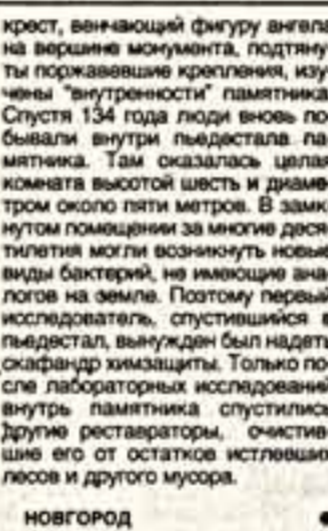 крест, венчающий фигуру ангела
на вершине монумента, подтяну
ты поржавевшие крепления, изу
чены "внутренности" памятника
Спустя 134 года люди вновь по
бывали внутри пьедестала па
мятника. Там оказалась целая
комната высотой шесть и диаме
тром около пяти метров. В замк
нутом помещении за многие деся
тилетия могли возникнуть новые
виды бактерий, не имеющие ана
логов на земле. Поэтому первый
исследователь, спустившийся в
пьедестал, вынужден был надеть
скафандр химзащиты. Только по
сле лабораторных исследование
внутрь памятника спустились
другие реставраторы, очистив
шие его от остатков истлевших
лесов и другого мусора.
НОВГОРОД